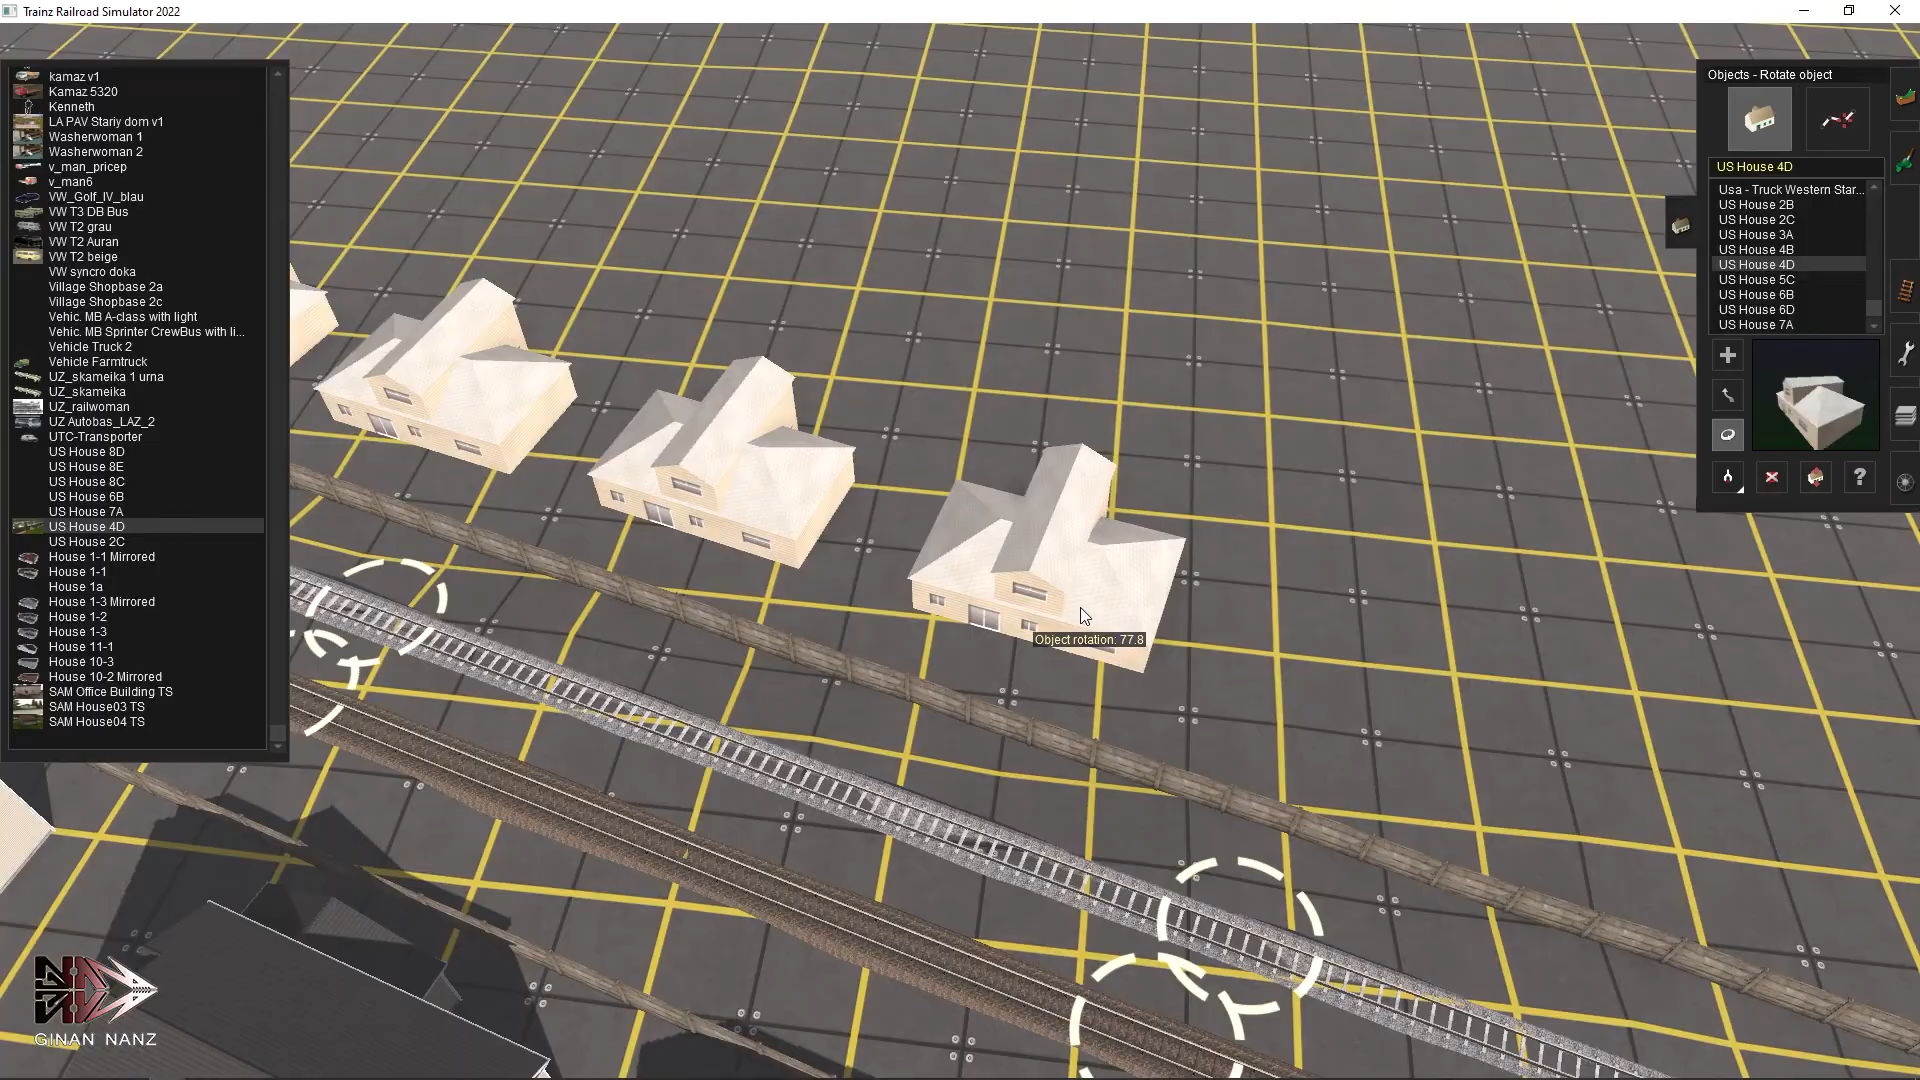 Trainz Railroad Simulator 2022
kamaz v1
Kamaz 5320
Kenneth
LA PAV Stariy dom v1
Washerwoman 1
Washerwoman 2
v_man_pricep
v_man6
VW_Golf_IV_blau
VW T3 DB Bus
VW T2 grau
VW T2 Auran
VW T2 beige
VW syncro doka
Village Shopbase 2a
Village Shopbase 2c
Vehic. MB A-class with light
Vehic. MB Sprinter CrewBus with li...
Vehicle Truck 2
Vehicle Farmtruck
UZ_skameika 1 urna
UZ_skameika
UZ_railwoman
UZ Autobas_LAZ_2
UTC-Transporter
US House 8D
US House 8E
US House 8C
US House 6B
US House 7A
US House 4D
US House 2C
House 1-1 Mirrored
House 1-1
House 1a
House 1-3 Mirrored
House 1-2
House 1-3
House 11-1
House 10-3
House 10-2 Mirrored
SAM Office Building TS
SAM House03 TS
SAM House04 TS
Objects - Rotate object
US House 4D
Usa - Truck Western Star...
US House 2B
US House 2C
US House 3A
US House 4B
US House 4D
US House 5C
US House 6B
US House 6D
US House 7A
?
Object rotation: 77.8
GINAN NANZ